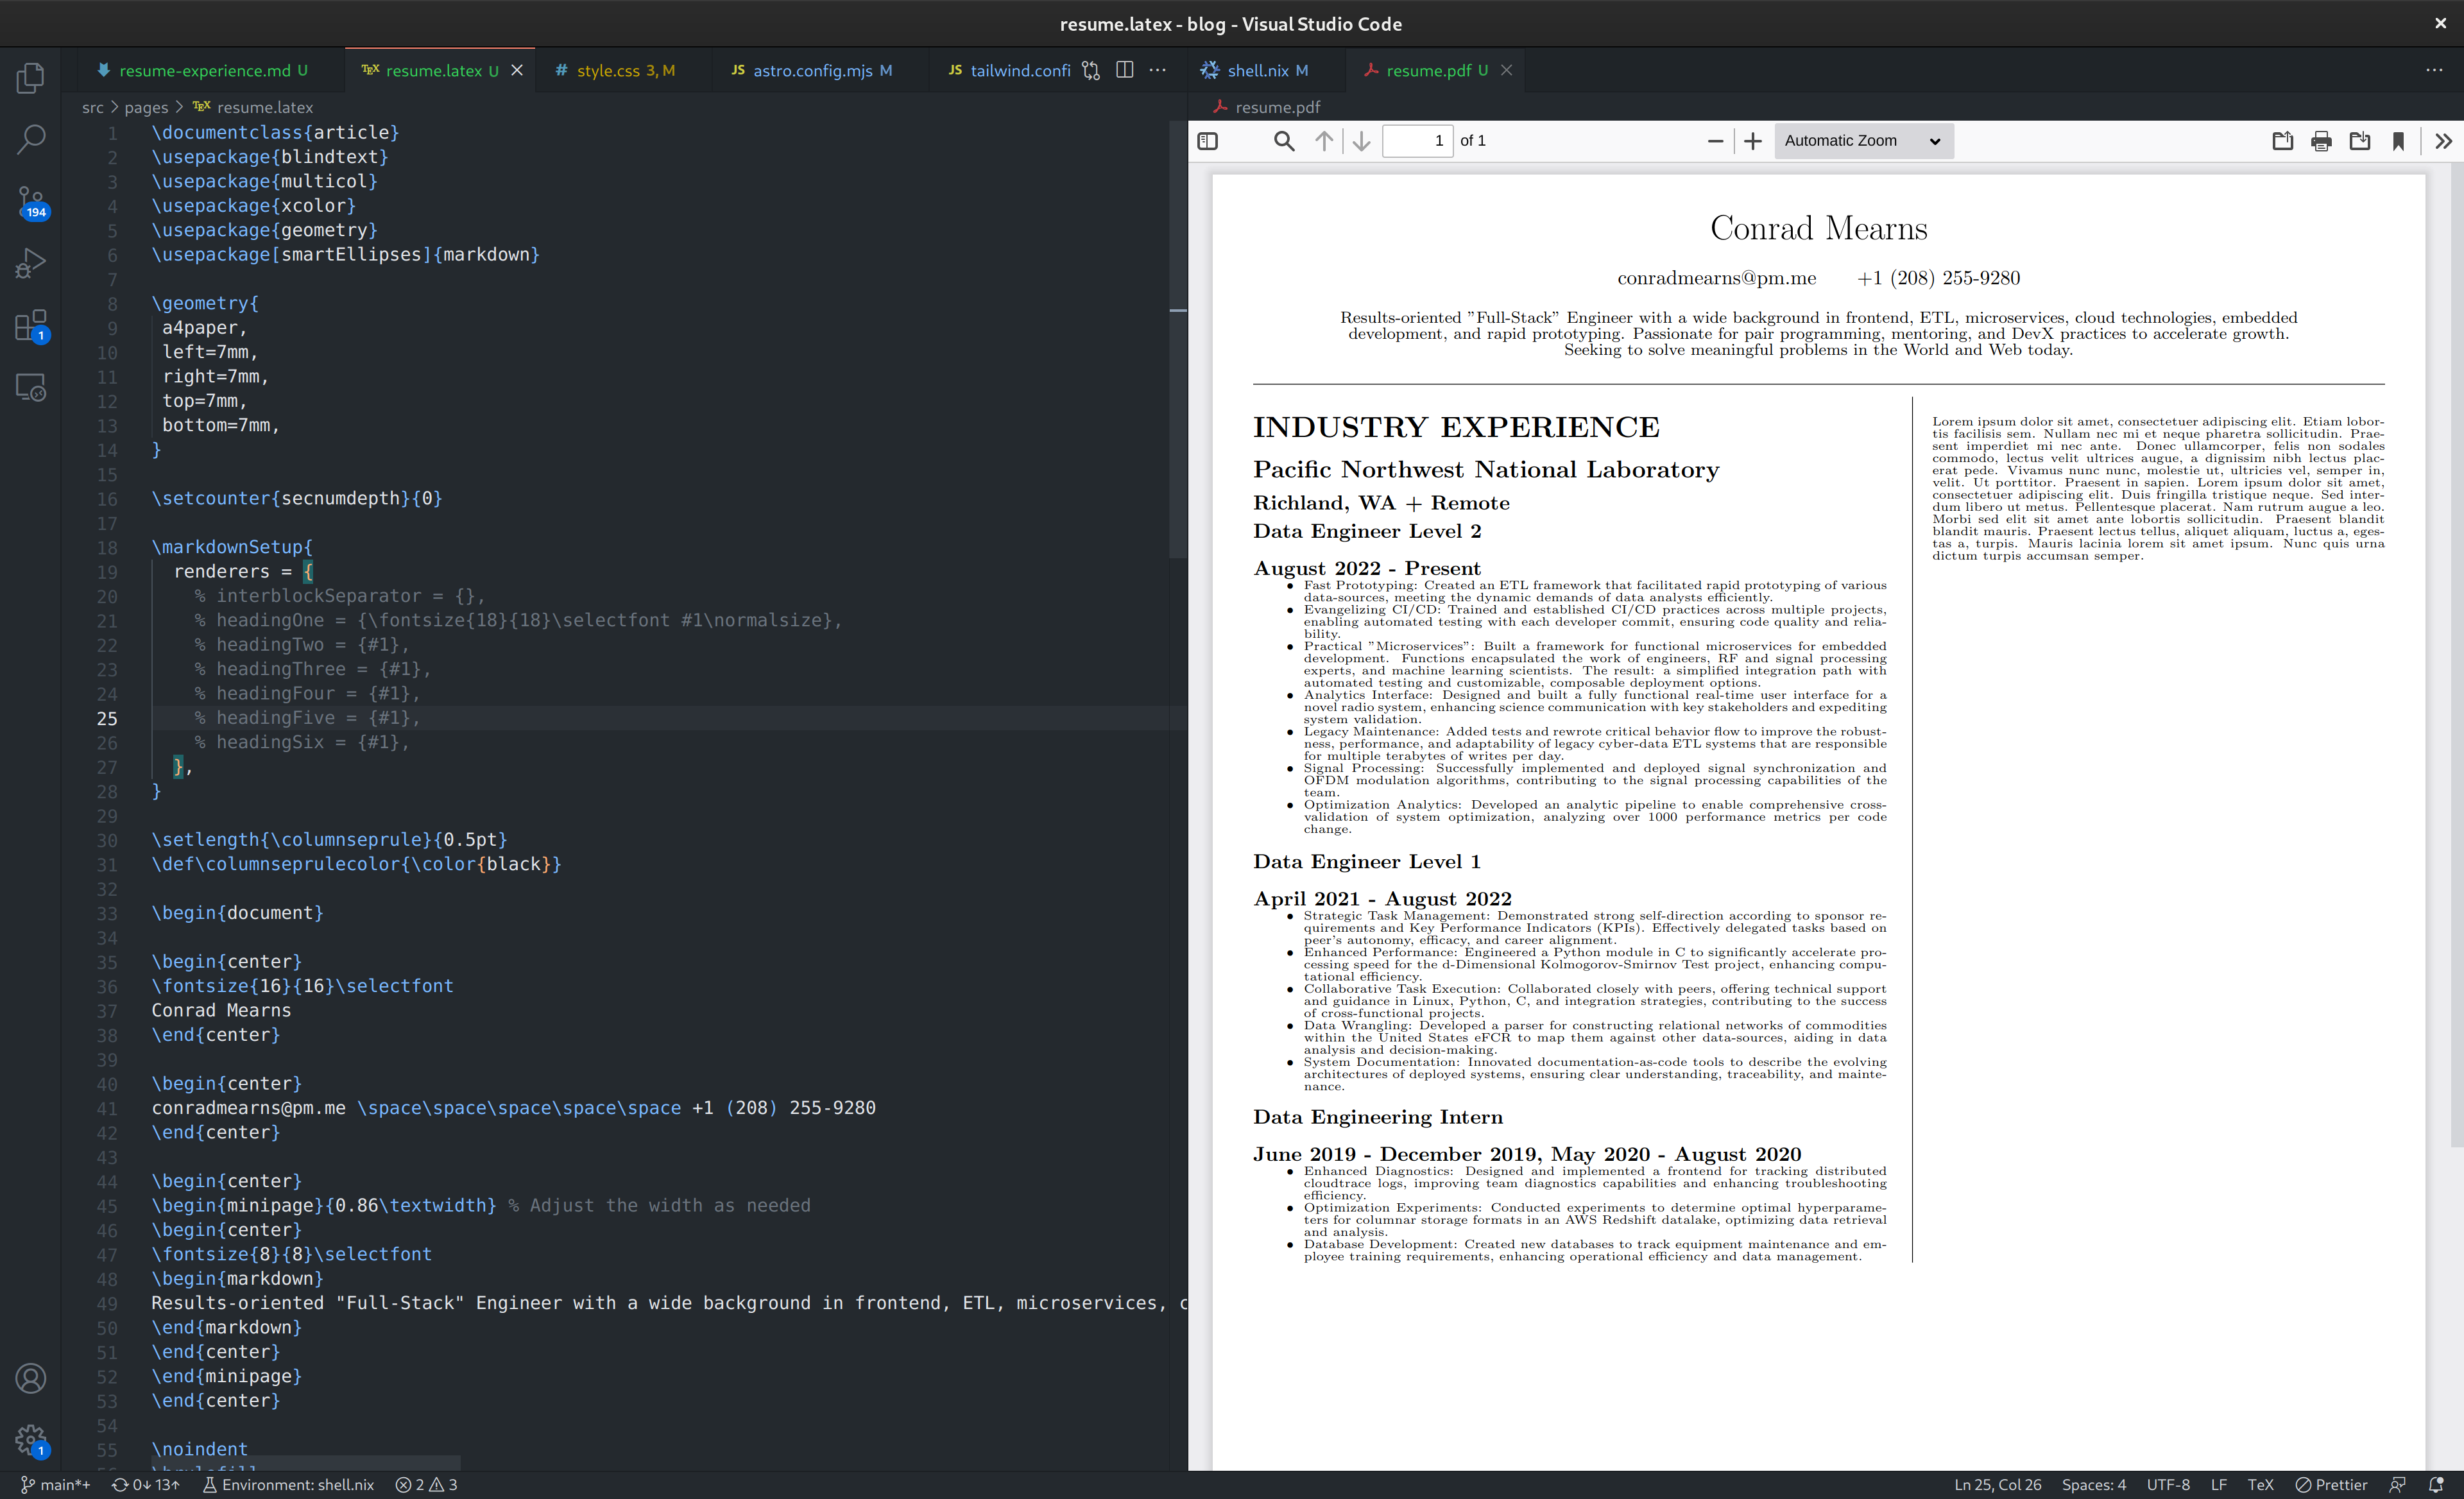 resume.latex - blog - Visual Studio Code
resume-experience.md U
resume.latex U
style.css 3, M
JS astro.config.mjs M
JS tailwind.confi
shell.nix M
resume.pdf U
src > pages > TEX resume.latex
resume.pdf
1 of 1
Automatic Zoom
194
1
1
1 \documentclass{article}
2 \usepackage{blindtext}
3 \usepackage{multicol}
4 \usepackage{xcolor}
5 \usepackage{geometry}
6 \usepackage[smartEllipses]{markdown}
7
8 \geometry{
9 a4paper,
10 left=7mm,
11 right=7mm,
12 top=7mm,
13 bottom=7mm,
14 }
15
16 \setcounter{secnumdepth}{0}
17
18 \markdownSetup{
19 renderers = {
20 % interblockSeparator = {},
21 % headingOne = {\fontsize{18}{18}\selectfont #1\normalsize},
22 % headingTwo = {#1},
23 % headingThree = {#1},
24 % headingFour = {#1},
25 % headingFive = {#1},
26 % headingSix = {#1},
27 },
28 }
29
30 \setlength{\columnseprule}{0.5pt}
31 \def\columnseprulecolor{\color{black}}
32
33 \begin{document}
34
35 \begin{center}
36 \fontsize{16}{16}\selectfont
37 Conrad Mearns
38 \end{center}
39
40 \begin{center}
41 conradmearns@pm.me \space\space\space\space\space +1 (208) 255-9280
42 \end{center}
43
44 \begin{center}
45 \begin{minipage}{0.86\textwidth} % Adjust the width as needed
46 \begin{center}
47 \fontsize{8}{8}\selectfont
48 \begin{markdown}
49 Results-oriented "Full-Stack" Engineer with a wide background in frontend, ETL, microservices, c
50 \end{markdown}
51 \end{center}
52 \end{minipage}
53 \end{center}
54
55 \noindent
Conrad Mearns
conradmearns@pm.me +1 (208) 255-9280
Results-oriented ”Full-Stack” Engineer with a wide background in frontend, ETL, microservices, cloud technologies, embedded
development, and rapid prototyping. Passionate for pair programming, mentoring, and DevX practices to accelerate growth.
Seeking to solve meaningful problems in the World and Web today.
INDUSTRY EXPERIENCE
Pacific Northwest National Laboratory
Richland, WA + Remote
Data Engineer Level 2
August 2022 - Present
• Fast Prototyping: Created an ETL framework that facilitated rapid prototyping of various
data-sources, meeting the dynamic demands of data analysts efficiently.
• Evangelizing CI/CD: Trained and established CI/CD practices across multiple projects,
enabling automated testing with each developer commit, ensuring code quality and relia-
bility.
• Practical ”Microservices”: Built a framework for functional microservices for embedded
development. Functions encapsulated the work of engineers, RF and signal processing
experts, and machine learning scientists. The result: a simplified integration path with
automated testing and customizable, composable deployment options.
• Analytics Interface: Designed and built a fully functional real-time user interface for a
novel radio system, enhancing science communication with key stakeholders and expediting
system validation.
• Legacy Maintenance: Added tests and rewrote critical behavior flow to improve the robust-
ness, performance, and adaptability of legacy cyber-data ETL systems that are responsible
for multiple terabytes of writes per day.
• Signal Processing: Successfully implemented and deployed signal synchronization and
OFDM modulation algorithms, contributing to the signal processing capabilities of the
team.
• Optimization Analytics: Developed an analytic pipeline to enable comprehensive cross-
validation of system optimization, analyzing over 1000 performance metrics per code
change.
Data Engineer Level 1
April 2021 - August 2022
• Strategic Task Management: Demonstrated strong self-direction according to sponsor re-
quirements and Key Performance Indicators (KPIs). Effectively delegated tasks based on
peer’s autonomy, efficacy, and career alignment.
• Enhanced Performance: Engineered a Python module in C to significantly accelerate pro-
cessing speed for the d-Dimensional Kolmogorov-Smirnov Test project, enhancing compu-
tational efficiency.
• Collaborative Task Execution: Collaborated closely with peers, offering technical support
and guidance in Linux, Python, C, and integration strategies, contributing to the success
of cross-functional projects.
• Data Wrangling: Developed a parser for constructing relational networks of commodities
within the United States eFCR to map them against other data-sources, aiding in data
analysis and decision-making.
• System Documentation: Innovated documentation-as-code tools to describe the evolving
architectures of deployed systems, ensuring clear understanding, traceability, and mainte-
nance.
Data Engineering Intern
June 2019 - December 2019, May 2020 - August 2020
• Enhanced Diagnostics: Designed and implemented a frontend for tracking distributed
cloudtrace logs, improving team diagnostics capabilities and enhancing troubleshooting
efficiency.
• Optimization Experiments: Conducted experiments to determine optimal hyperparame-
ters for columnar storage formats in an AWS Redshift datalake, optimizing data retrieval
and analysis.
• Database Development: Created new databases to track equipment maintenance and em-
ployee training requirements, enhancing operational efficiency and data management.
Lorem ipsum dolor sit amet, consectetuer adipiscing elit. Etiam lobor-
tis facilisis sem. Nullam nec mi et neque pharetra sollicitudin. Prae-
sent imperdiet mi nec ante. Donec ullamcorper, felis non sodales
commodo, lectus velit ultrices augue, a dignissim nibh lectus plac-
erat pede. Vivamus nunc nunc, molestie ut, ultricies vel, semper in,
velit. Ut porttitor. Praesent in sapien. Lorem ipsum dolor sit amet,
consectetuer adipiscing elit. Duis fringilla tristique neque. Sed inter-
dum libero ut metus. Pellentesque placerat. Nam rutrum augue a leo.
Morbi sed elit sit amet ante lobortis sollicitudin. Praesent blandit
blandit mauris. Praesent lectus tellus, aliquet aliquam, luctus a, eges-
tas a, turpis. Mauris lacinia lorem sit amet ipsum. Nunc quis urna
dictum turpis accumsan semper.
main*+ 0↓ 13↑ Environment: shell.nix 2 3
Ln 25, Col 26 Spaces: 4 UTF-8 LF TeX Prettier